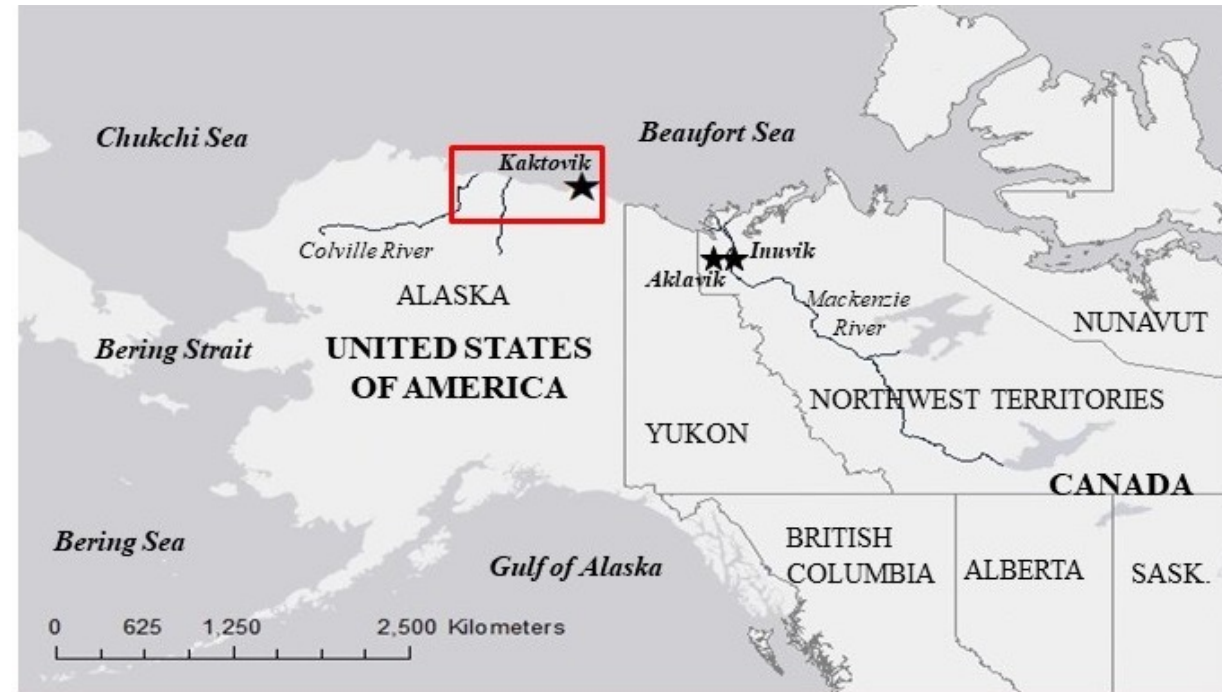 Chukchi Sea
Beaufort Sea
Kaktovik
Colville River
Inuvik
Aklavik
ALASKA
Mackenzie
River
NUNAVUT
Bering Strait
UNITED STATES
OF AMERICA
NORTHWEST TERRITORIES
YUKON
CANADA
Bering Sea
Gulf of Alaska
BRITISH
COLUMBIA
ALBERTA
SASK.
0 625 1,250 2,500 Kilometers